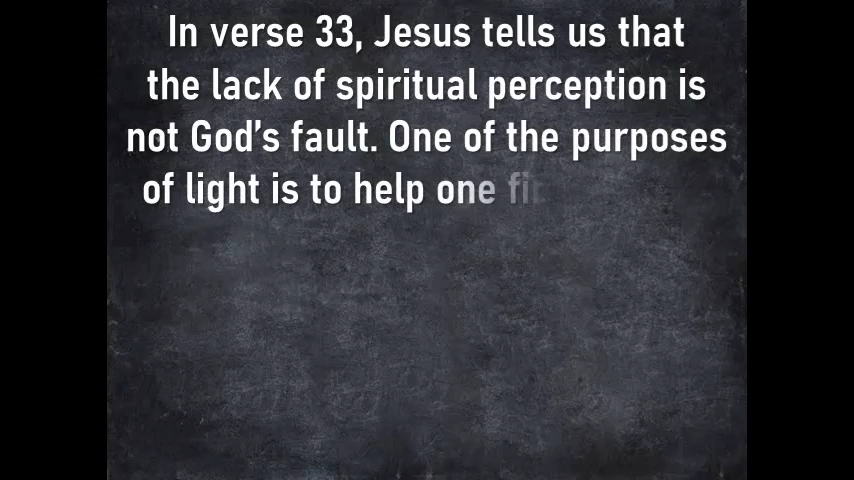 In verse 33, Jesus tells us that
the lack of spiritual perception is
not God’s fault. One of the purposes
of light is to help one